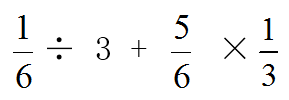 1/6 ÷ 3 + 5/6 × 1/3